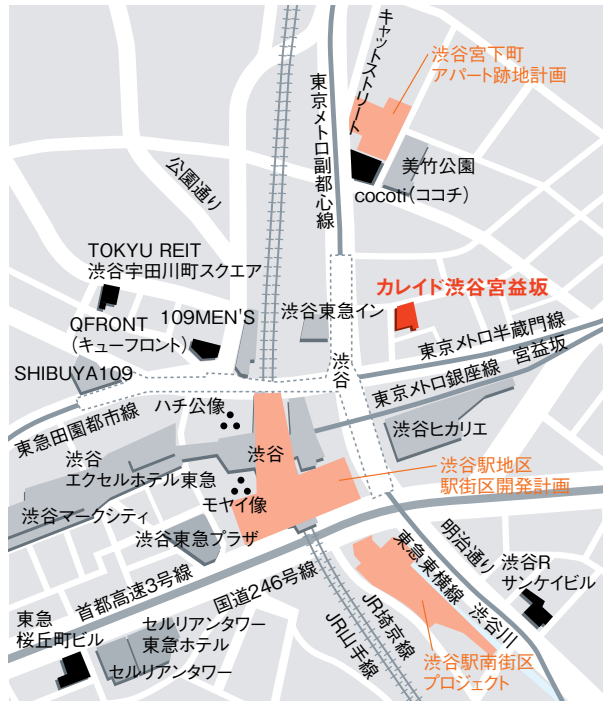 キャットストリート
渋谷宮下町
アパート跡地計画
東京メトロ副都心線
美竹公園
cocoti（ココチ）
公園通り
TOKYU REIT
渋谷宇田川町スクエア
カレイド渋谷宮益坂
109MEN'S
渋谷東急イン
QFRONT
（キューフロント）
東京メトロ半蔵門線
宮益坂
渋谷
SHIBUYA109
東京メトロ銀座線
ハチ公像
東急田園都市線
渋谷ヒカリエ
渋谷
渋谷
エクセルホテル東急
渋谷駅地区
駅街区開発計画
モヤイ像
渋谷マークシティ
渋谷東急プラザ
明治通り
東急東横線
渋谷R
サンケイビル
首都高速3号線
国道246号線
渋谷川
JR埼京線
JR山手線
東急
桜丘町ビル
セルリアンタワー
東急ホテル
セルリアンタワー
渋谷駅南街区
プロジェクト